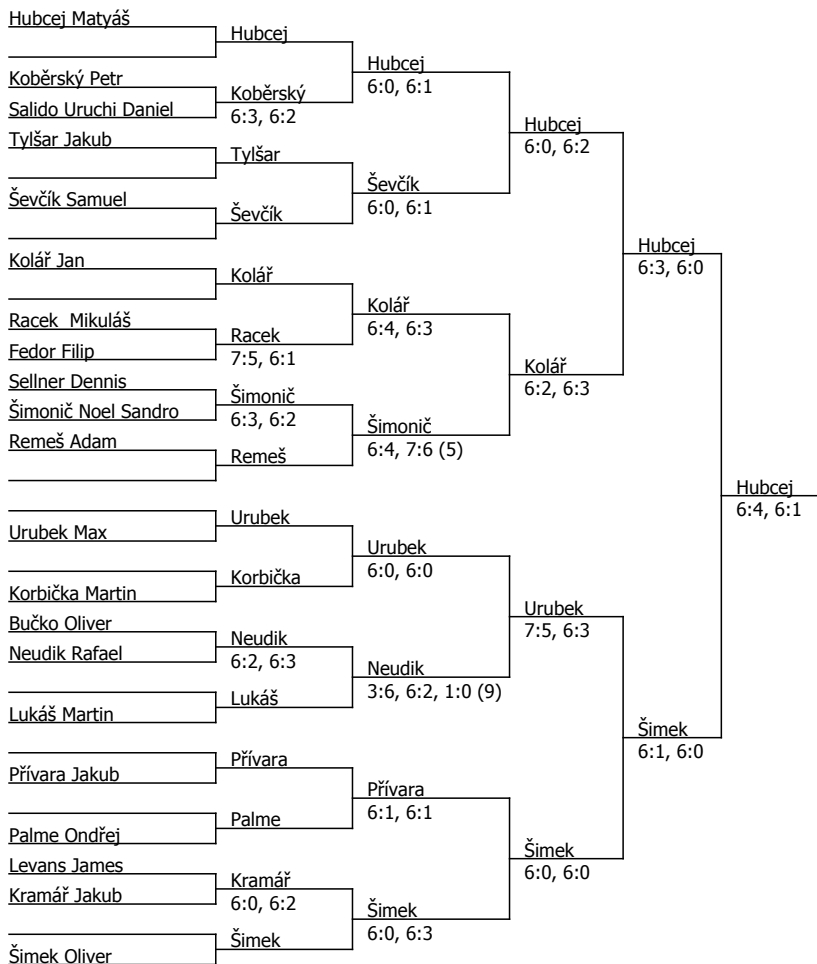 Hubcej Matyáš
Hubcej
Hubcej
6:0, 6:1
Koběrský Petr
Koběrský
Salido Uruchi Daniel
6:3, 6:2
Hubcej
6:0, 6:2
Tylšar Jakub
Tylšar
Ševčík
6:0, 6:1
Ševčík Samuel
Ševčík
Hubcej
6:3, 6:0
Kolář Jan
Kolář
Kolář
6:4, 6:3
Racek  Mikuláš
Racek
Fedor Filip
7:5, 6:1
Kolář
6:2, 6:3
Sellner Dennis
Šimonič
Šimonič Noel Sandro
6:3, 6:2
Šimonič
6:4, 7:6 (5)
Remeš Adam
Remeš
Hubcej
6:4, 6:1
Urubek
Urubek Max
Urubek
6:0, 6:0
Korbička
Korbička Martin
Urubek
7:5, 6:3
Bučko Oliver
Neudik
Neudik Rafael
6:2, 6:3
Neudik
3:6, 6:2, 1:0 (9)
Lukáš
Lukáš Martin
Šimek
6:1, 6:0
Přívara
Přívara Jakub
Přívara
6:1, 6:1
Palme
Palme Ondřej
Šimek
6:0, 6:0
Levans James
Kramář
Kramář Jakub
6:0, 6:2
Šimek
6:0, 6:3
Šimek
Šimek Oliver